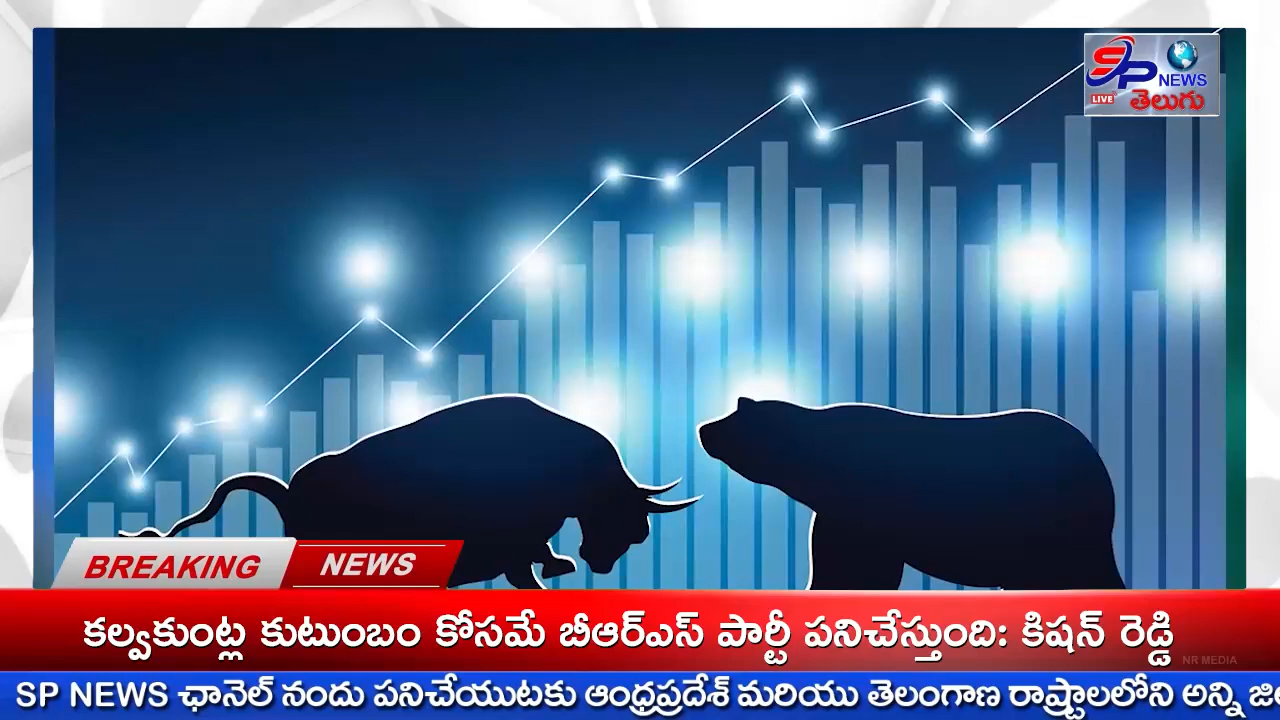 SP NEWS
LIVE తెలుగు
BREAKING NEWS
కల్వకుంట్ల కుటుంబం కోసమే బీఆర్ఎస్ పార్టీ పనిచేస్తుంది: కిషన్ రెడ్డి
NR MEDIA
SP NEWS ఛానెల్ నందు పనిచేయుటకు ఆంధ్రప్రదేశ్ మరియు తెలంగాణ రాష్ట్రాలలోని అన్ని